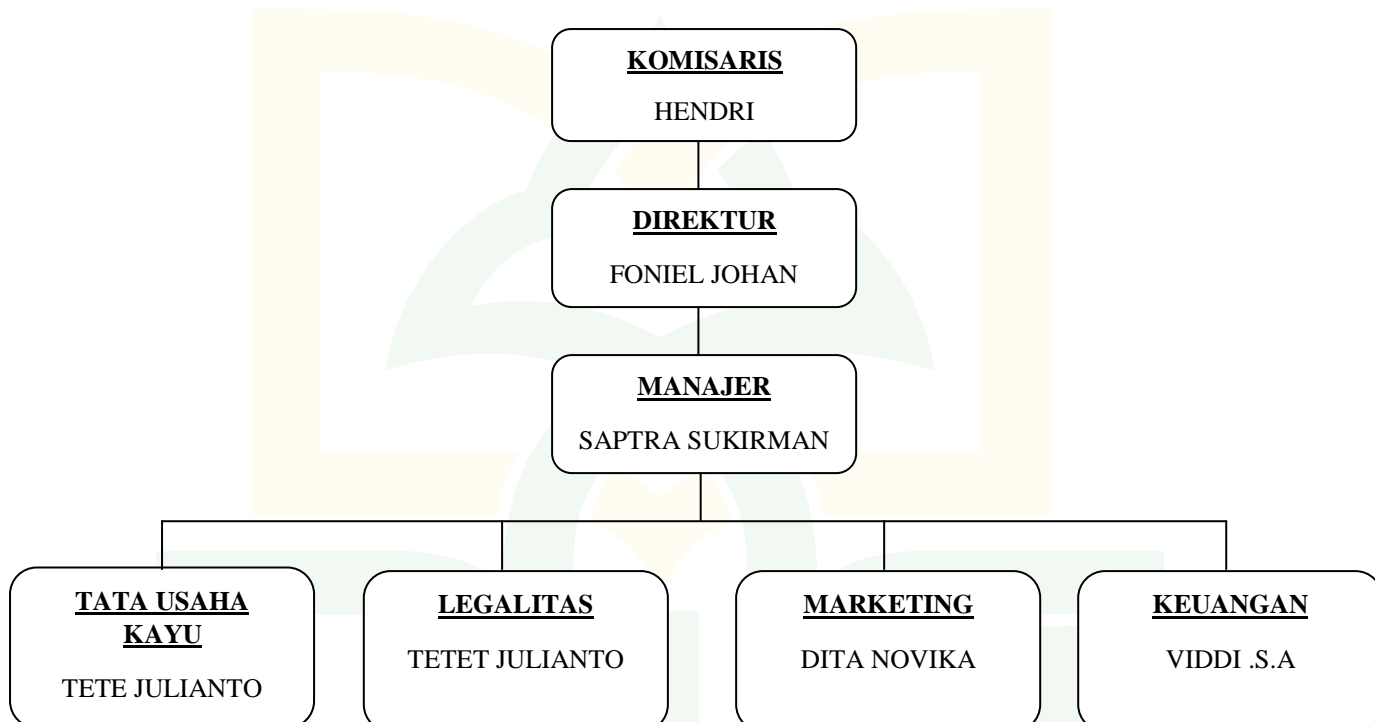 KOMISARIS
HENDRI
DIREKTUR
FONIEL JOHAN
MANAJER
SAPTRA SUKIRMAN
TATA USAHA
KAYU
TETE JULIANTO
LEGALITAS
TETET JULIANTO
MARKETING
DITA NOVIKA
KEUANGAN
VIDDI .S.A